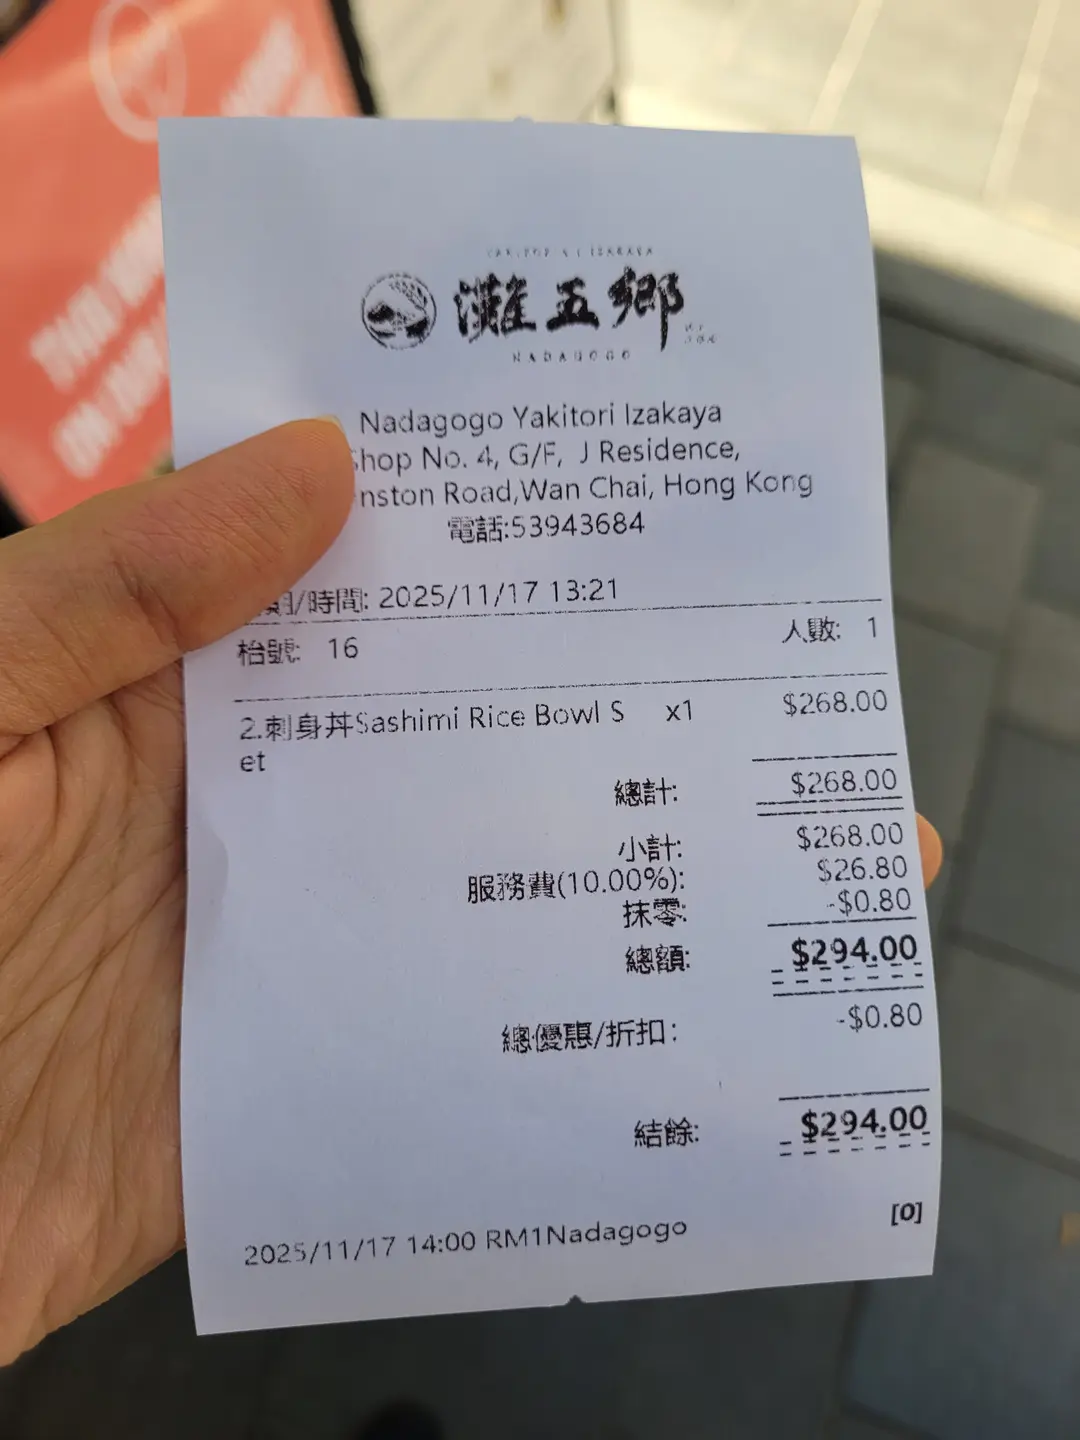 灘五郷
NADAGOGO
Nadagogo Yakitori Izakaya
Shop No. 4, G/F, J Residence,
nston Road,Wan Chai, Hong Kong
電話:53943684
期/時間: 2025/11/17 13:21
枱號: 16 人數: 1
2.刺身丼Sashimi Rice Bowl S x1 $268.00
et
總計: $268.00
小計: $268.00
服務費(10.00%): $26.80
抹零: -$0.80
總額: $294.00
總優惠/折扣: -$0.80
結餘: $294.00
[0]
2025/11/17 14:00 RM1Nadagogo